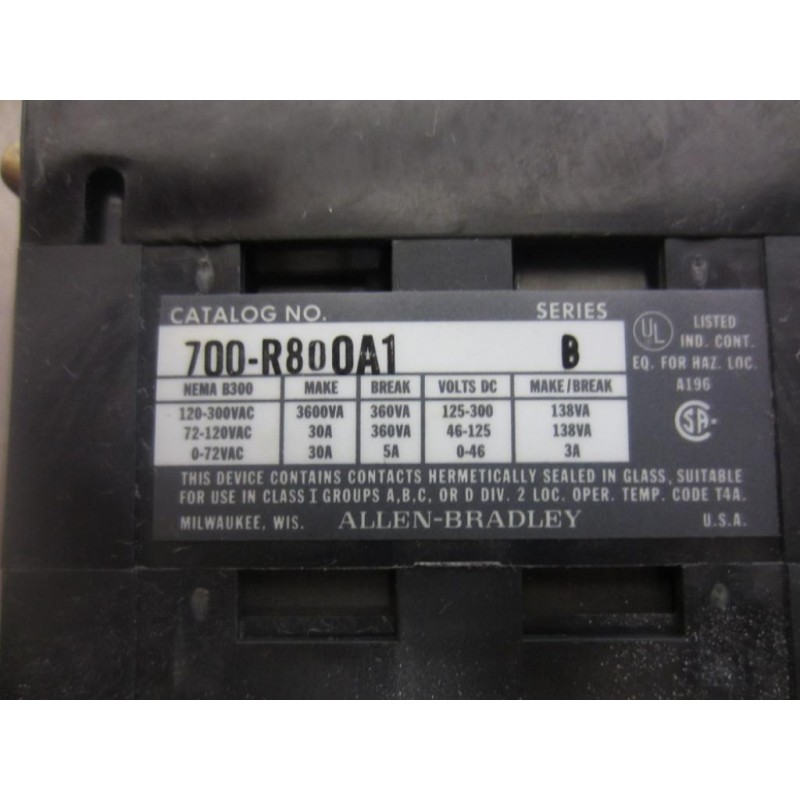 CATALOG NO. SERIES
700-R800A1 B
NEMA B300 MAKE BREAK VOLTS DC MAKE/BREAK
120-300VAC 3600VA 360VA 125-300 138VA
72-120VAC 30A 360VA 46-125 138VA
0-72VAC 30A 5A 0-46 3A
UL LISTED
IND. CONT.
EQ. FOR HAZ. LOC.
A196
SA
THIS DEVICE CONTAINS CONTACTS HERMETICALLY SEALED IN GLASS, SUITABLE
FOR USE IN CLASS I GROUPS A,B,C, OR D DIV. 2 LOC. OPER. TEMP. CODE T4A.
MILWAUKEE, WIS. ALLEN-BRADLEY U.S.A.